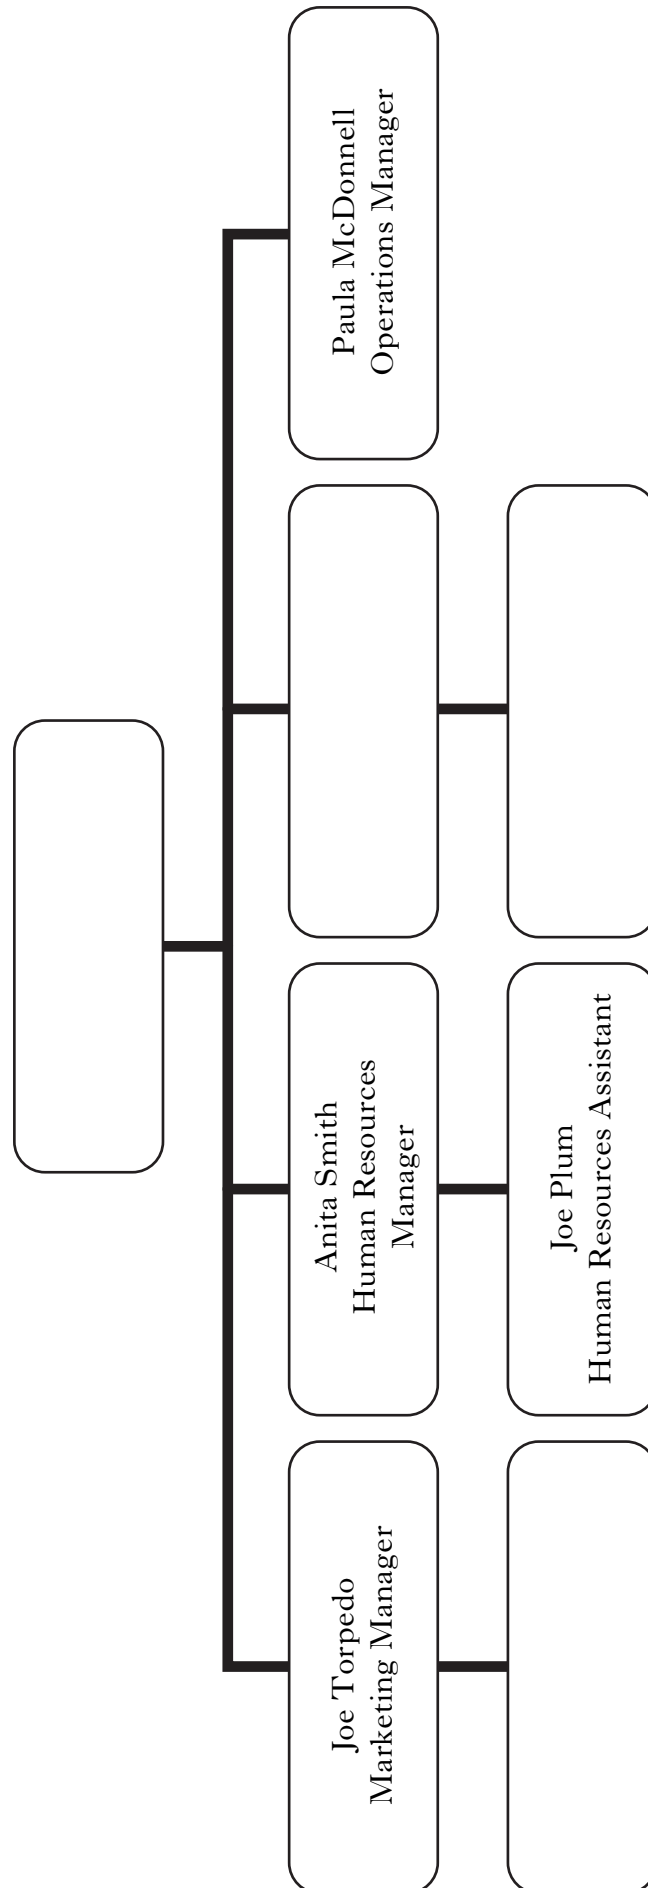 Joe Torpedo
Marketing Manager
Anita Smith
Human Resources
Manager
Paula McDonnell
Operations Manager
Joe Plum
Human Resources Assistant